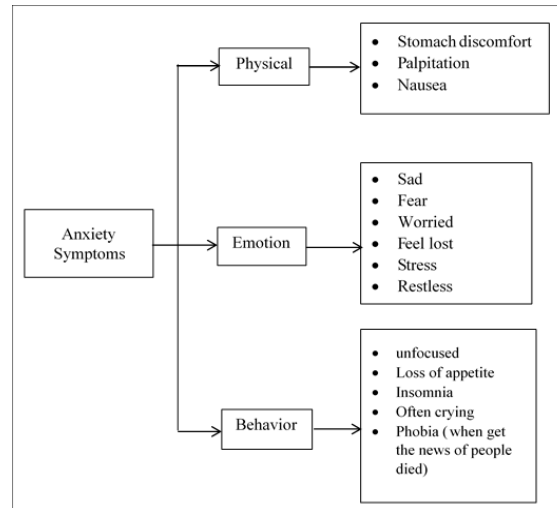 Physical
• Stomach discomfort
• Palpitation
• Nausea
Anxiety
Symptoms
Emotion
• Sad
• Fear
• Worried
• Feel lost
• Stress
• Restless
Behavior
• unfocused
• Loss of appetite
• Insomnia
• Often crying
• Phobia ( when get
the news of people
died)